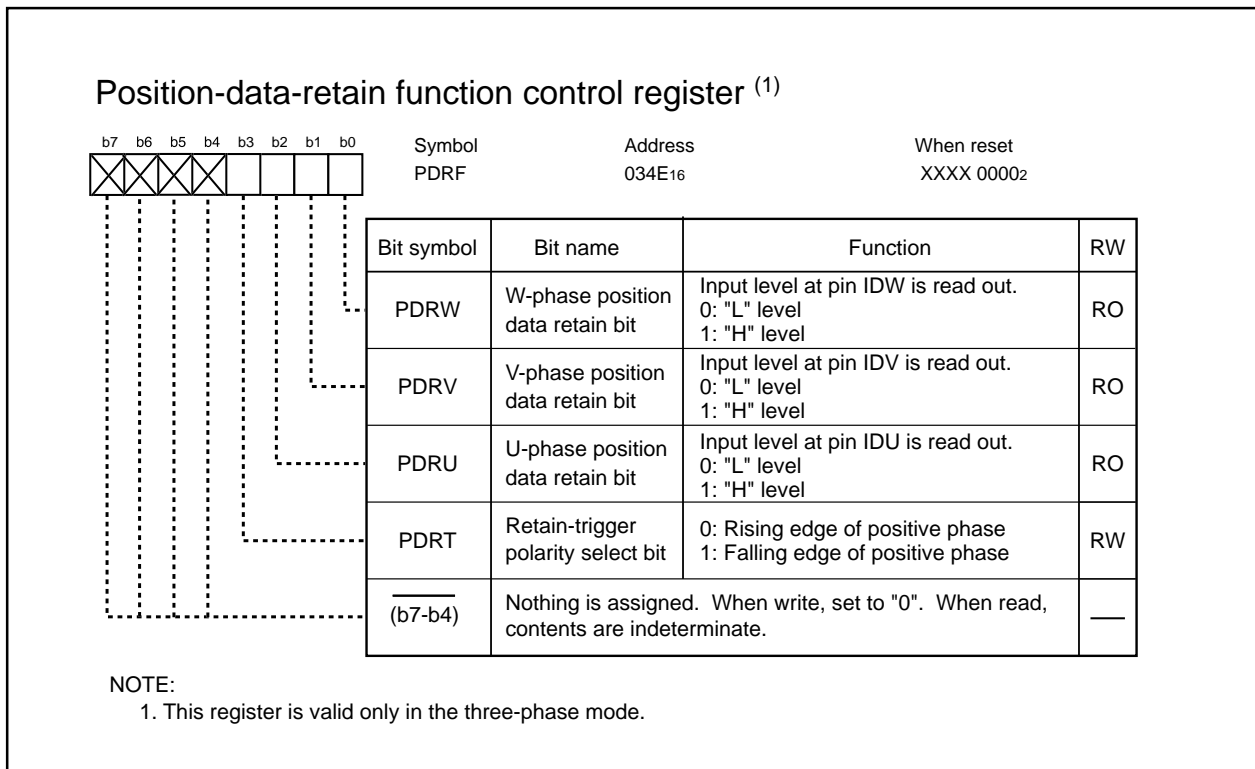 Position-data-retain function control register (1)
b7 b6 b5 b4 b3 b2 b1 b0
Symbol Address When reset
PDRF 034E16 XXXX 00002
Bit symbol Bit name Function RW
PDRW W-phase position data retain bit Input level at pin IDW is read out. RO
0: "L" level
1: "H" level
PDRV V-phase position data retain bit Input level at pin IDV is read out. RO
0: "L" level
1: "H" level
PDRU U-phase position data retain bit Input level at pin IDU is read out. RO
0: "L" level
1: "H" level
PDRT Retain-trigger polarity select bit 0: Rising edge of positive phase RW
1: Falling edge of positive phase
(b7-b4) Nothing is assigned. When write, set to "0". When read, —
contents are indeterminate.
NOTE:
1. This register is valid only in the three-phase mode.